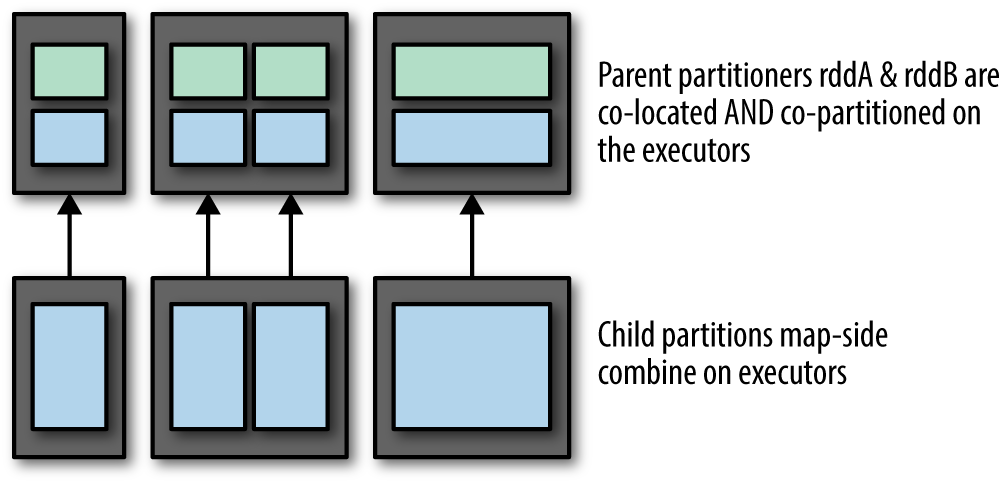 Parent partitioners rddA & rddB are
co-located AND co-partitioned on
the executors
Child partitions map-side
combine on executors